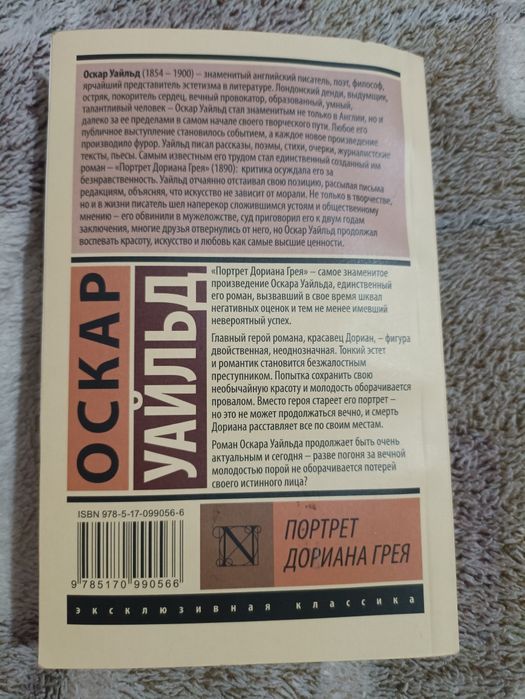 Оскар Уайльд (1854 – 1900) – знаменитый английский писатель, поэт, философ,
ярчайший представитель эстетизма в литературе. Лондонский денди, выдумщик,
остряк, покоритель сердец, вечный провокатор, образованный, умный,
талантливый человек – Оскар Уайльд стал знаменитым не только в Англии, но и
далеко за ее пределами в самом начале своего творческого пути. Любое его
публичное выступление становилось событием, а каждое новое произведение
производило фурор. Уайльд писал рассказы, поэмы, стихи, очерки, журналистские
тексты, пьесы. Самым известным его трудом стал единственный созданный им
роман – «Портрет Дориана Грея» (1890): критика осуждала его за
безнравственность. Уайльд отчаянно отстаивал свою позицию, рассылая письма
редакциям, объясняя, что искусство не зависит от морали. Не только в творчестве,
но и в жизни писатель шел наперекор сложившимся устоям и общественному
мнению – его обвинили в мужеложстве, суд приговорил его к двум годам
заключения, многие друзья отвернулись от него, но Оскар Уайльд продолжал
воспевать красоту, искусство и любовь как самые высшие ценности.
ОСКАР
УАЙЛЬД
«Портрет Дориана Грея» – самое знаменитое
произведение Оскара Уайльда, единственный
его роман, вызвавший в свое время шквал
негативных оценок и тем не менее имевший
невероятный успех.
Главный герой романа, красавец Дориан, – фигура
двойственная, неоднозначная. Тонкий эстет
и романтик становится безжалостным
преступником. Попытка сохранить свою
необычайную красоту и молодость оборачивается
провалом. Вместо героя стареет его портрет –
но это не может продолжаться вечно, и смерть
Дориана расставляет все по своим местам.
Роман Оскара Уайльда продолжает быть очень
актуальным и сегодня – разве погоня за вечной
молодостью порой не оборачивается потерей
своего истинного лица?
ISBN 978-5-17-099056-6
9 785170 990566
N
ПОРТРЕТ
ДОРИАНА ГРЕЯ
эксклюзивная классика